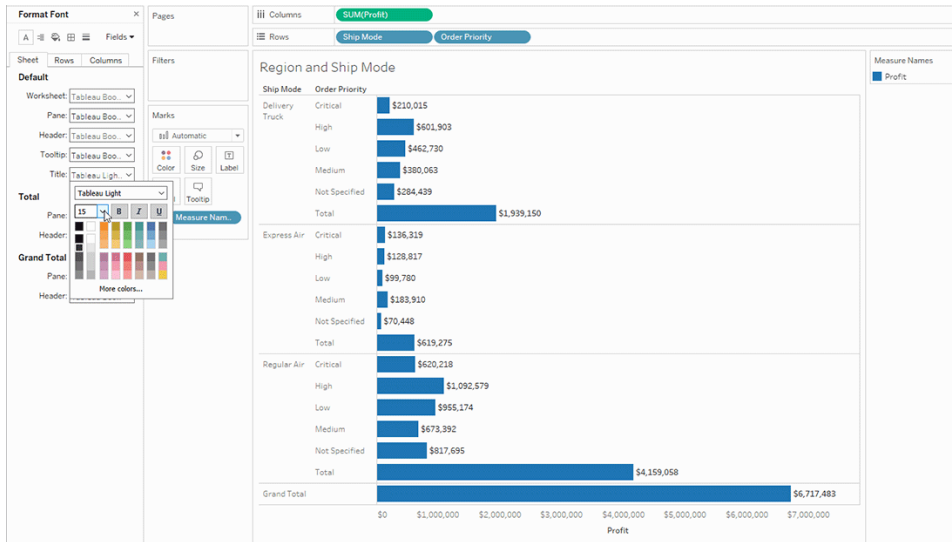 Format Font ×
A Fields
Sheet Rows Columns
Default
Worksheet: Tableau Boo..
Pane: Tableau Boo..
Header: Tableau Boo..
Tooltip: Tableau Boo..
Title: Tableau Ligh..
Total
Pane:
Header:
Grand Total
Pane:
Header:
Tableau Light
15 B I U
More colors...
Pages
Filters
Marks
Automatic
Color Size Label
Tooltip
Measure Nam..
Columns SUM(Profit)
Rows Ship Mode Order Priority
Region and Ship Mode
Ship Mode Order Priority
Delivery Truck
Critical $210,015
High $601,903
Low $462,730
Medium $380,063
Not Specified $284,439
Total $1,939,150
Express Air Critical $136,319
High $128,817
Low $99,780
Medium $183,910
Not Specified $70,448
Total $619,275
Regular Air Critical $620,218
High $1,092,579
Low $955,174
Medium $673,392
Not Specified $817,695
Total $4,159,058
Grand Total $6,717,483
$0 $1,000,000 $2,000,000 $3,000,000 $4,000,000 $5,000,000 $6,000,000 $7,000,000
Profit
Measure Names
Profit